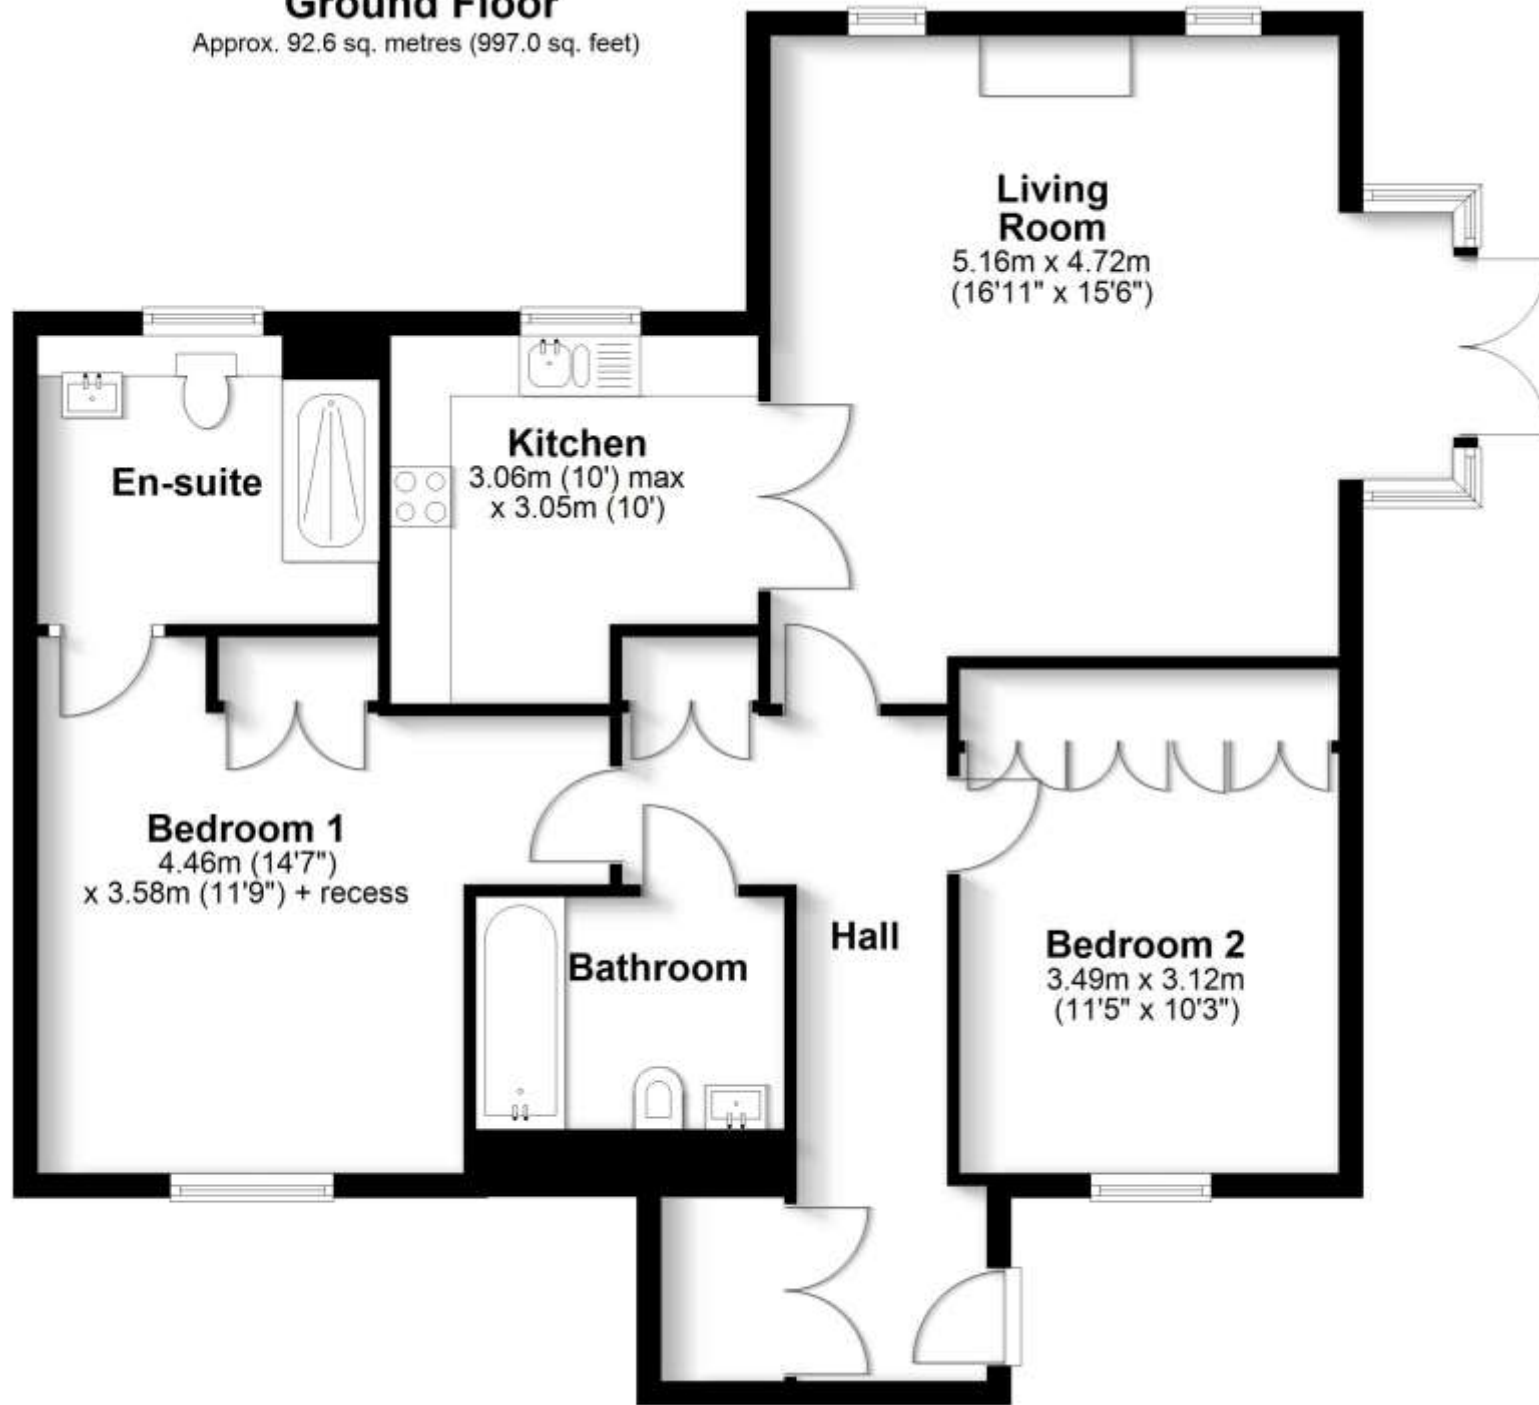 Ground Floor
Approx. 92.6 sq. metres (997.0 sq. feet)
Living
Room
5.16m x 4.72m
(16'11" x 15'6")
Kitchen
3.06m (10') max
x 3.05m (10')
En-suite
Bedroom 1
4.46m (14'7")
x 3.58m (11'9") + recess
Hall
Bathroom
Bedroom 2
3.49m x 3.12m
(11'5" x 10'3")